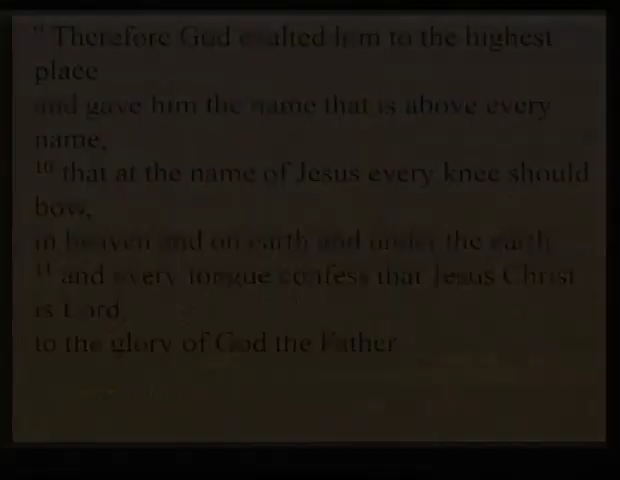 ⁹ Therefore God exalted him to the highest
place
and gave him the name that is above every
name,
¹⁰ that at the name of Jesus every knee should
bow,
in heaven and on earth and under the earth,
¹¹ and every tongue confess that Jesus Christ
is Lord,
to the glory of God the Father